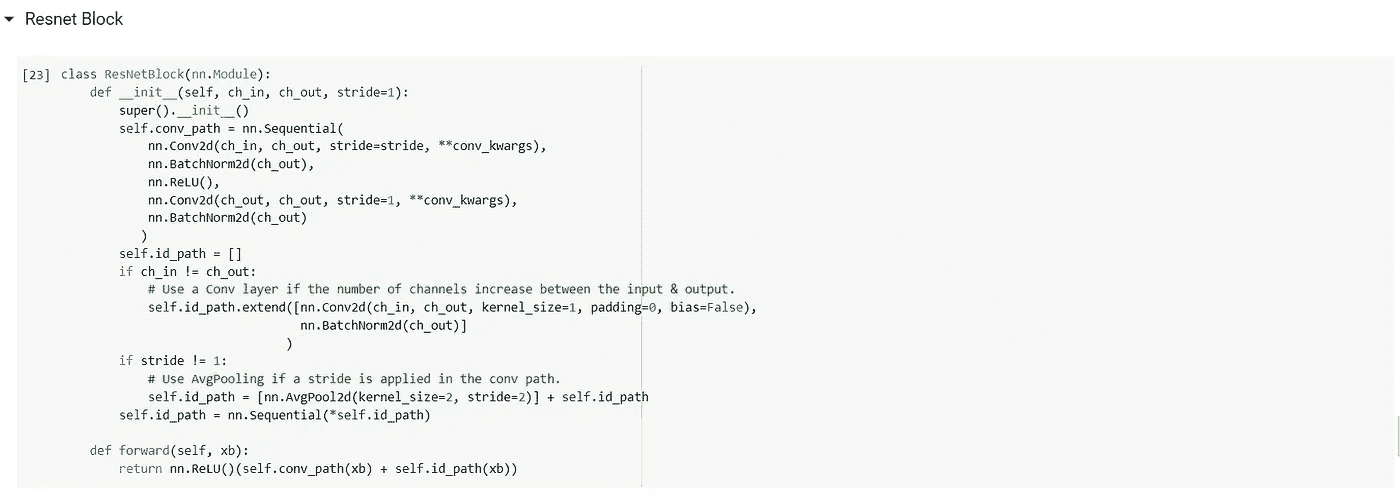 Resnet Block
[23] class ResNetBlock(nn.Module):
    def __init__(self, ch_in, ch_out, stride=1):
        super().__init__()
        self.conv_path = nn.Sequential(
            nn.Conv2d(ch_in, ch_out, stride=stride, **conv_kwargs),
            nn.BatchNorm2d(ch_out),
            nn.ReLU(),
            nn.Conv2d(ch_out, ch_out, stride=1, **conv_kwargs),
            nn.BatchNorm2d(ch_out)
           )
        self.id_path = []
        if ch_in != ch_out:
            # Use a Conv layer if the number of channels increase between the input & output.
            self.id_path.extend([nn.Conv2d(ch_in, ch_out, kernel_size=1, padding=0, bias=False),
                                 nn.BatchNorm2d(ch_out)]
                               )
        if stride != 1:
            # Use AvgPooling if a stride is applied in the conv path.
            self.id_path = [nn.AvgPool2d(kernel_size=2, stride=2)] + self.id_path
        self.id_path = nn.Sequential(*self.id_path)
    def forward(self, xb):
        return nn.ReLU()(self.conv_path(xb) + self.id_path(xb))